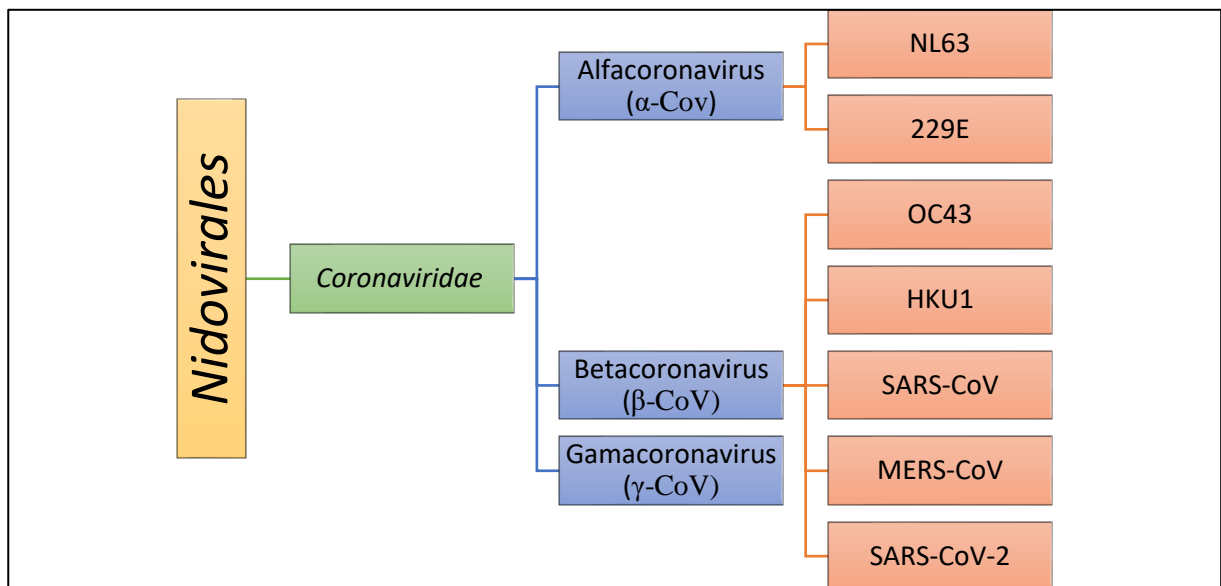 Nidovirales
Coronaviridae
Alfacoronavirus
(α-Cov)
NL63
229E
Betacoronavirus
(β-CoV)
OC43
HKU1
SARS-CoV
MERS-CoV
SARS-CoV-2
Gamacoronavirus
(γ-CoV)